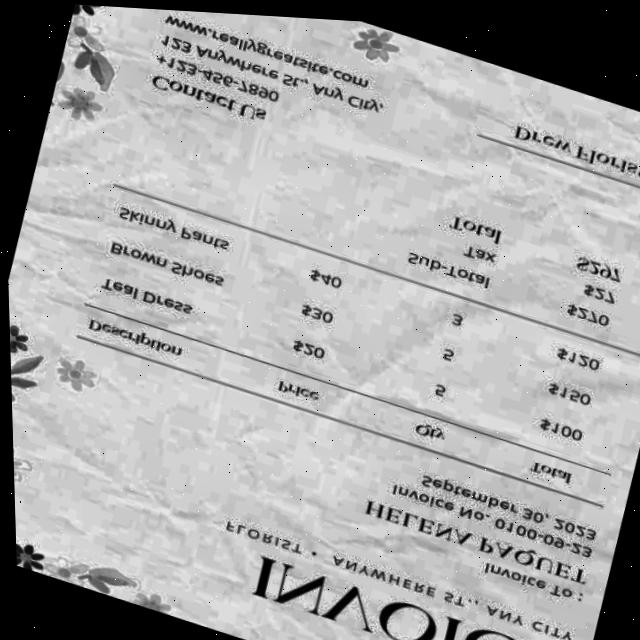 INVOIC
FLORIST • ANYWHERE ST., ANY CITY
Invoice To :
HELENA PAQUET
Invoice No. 0100-09-23
September 30, 2023
Description Price Qty Total
Teal Dress $20 5 $100
Brown Shoes $30 5 $150
Skinny Pants $40 3 $120
Sub-Total $270
Tax $27
Total $297
Drew Flores
Contact Us
+123-456-7890
123 Anywhere St., Any City,
www.reallygreatsite.com